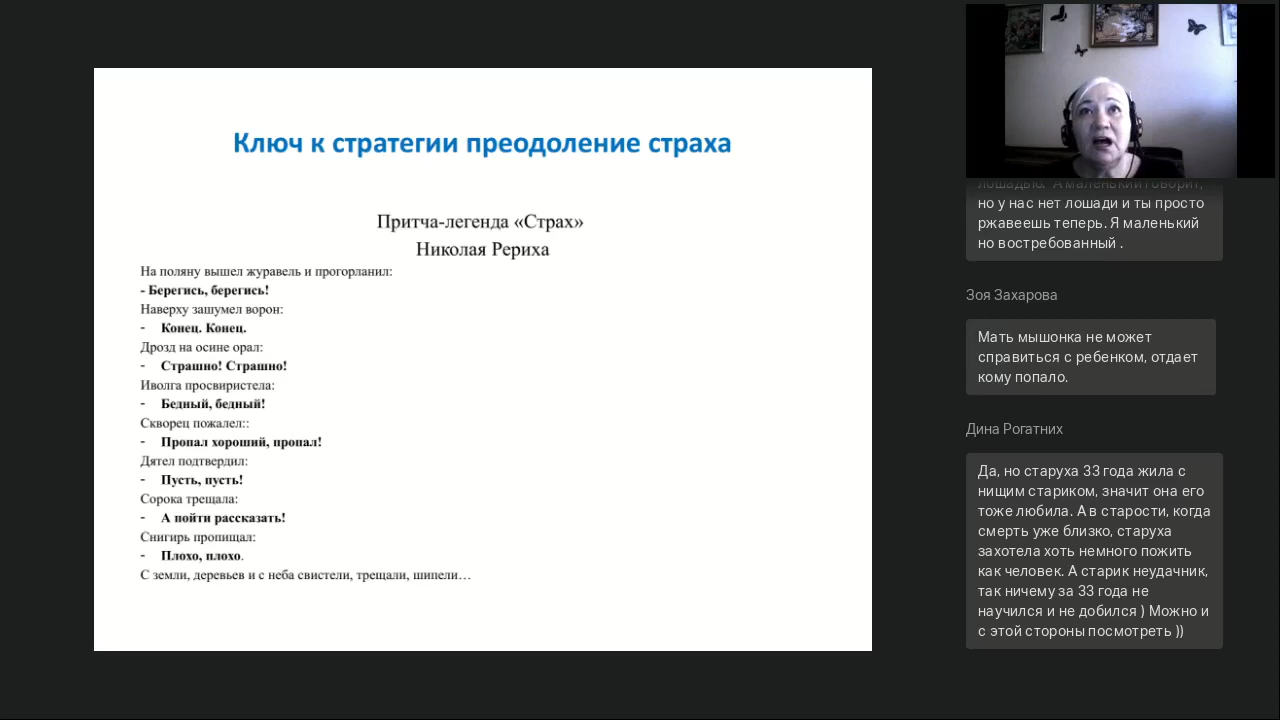 Ключ к стратегии преодоление страха
Притча-легенда «Страх»
Николая Рериха
На поляну вышел журавель и прогорланил:
- Берегись, берегись!
Наверху зашумел ворон:
- Конец. Конец.
Дрозд на осине орал:
- Страшно! Страшно!
Иволга просвиристела:
- Бедный, бедный!
Скворец пожалел::
- Пропал хороший, пропал!
Дятел подтвердил:
- Пусть, пусть!
Сорока трещала:
- А пойти рассказать!
Снигирь пропищал:
- Плохо, плохо.
С земли, деревьев и с неба свистели, трещали, шипели…
лошадью. А маленький говорит,
но у нас нет лошади и ты просто
ржавеешь теперь. Я маленький
но востребованный .
Зоя Захарова
Мать мышонка не может
справиться с ребенком, отдает
кому попало.
Дина Рогатних
Да, но старуха 33 года жила с
нищим стариком, значит она его
тоже любила. А в старости, когда
смерть уже близко, старуха
захотела хоть немного пожить
как человек. А старик неудачник,
так ничему за 33 года не
научился и не добился ) Можно и
с этой стороны посмотреть ))